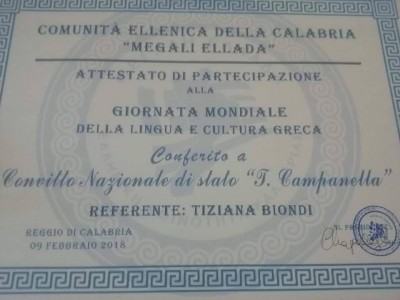 COMUNITÀ ELLENICA DELLA CALABRIA
"MEGALI ELLADA"
ATTESTATO DI PARTECIPAZIONE
ALLA
GIORNATA MONDIALE
DELLA LINGUA E CULTURA GRECA
Conferito a
Convitto Nazionale di stato "T. Campanella"
REFERENTE: TIZIANA BIONDI
REGGIO DI CALABRIA
09 FEBBRAIO 2018
IL